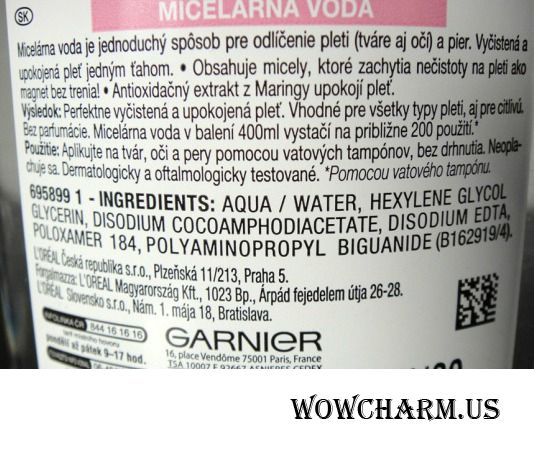 SK
MICELÁRNA VODA
Micelárna voda je jednoduchý spôsob pre odlíčenie pleti (tváre aj očí) a pier. Vyčistená a
upokojená pleť jedným ťahom. • Obsahuje micely, ktoré zachytia nečistoty na pleti ako
magnet bez trenia! • Antioxidačný extrakt z Maringy upokojí pleť.
Výsledok: Perfektne vyčistená a upokojená pleť. Vhodné pre všetky typy pleti, aj pre citlivú.
Bez parfumácie. Micelárna voda v balení 400ml vystačí na približne 200 použití.*
Použitie: Aplikujte na tvár, oči a pery pomocou vatových tampónov, bez drhnutia. Neopla-
chuje sa. Dermatologicky a oftalmologicky testované. *Pomocou vatového tampónu.
695899 1 - INGREDIENTS: AQUA / WATER, HEXYLENE GLYCOL
GLYCERIN, DISODIUM COCOAMPHODIACETATE, DISODIUM EDTA,
POLOXAMER 184, POLYAMINOPROPYL BIGUANIDE (B162919/4).
L'ORÉAL Česká republika s.r.o., Plzeňská 11/213, Praha 5.
Forgalmazza: L'ORÉAL Magyarország Kft., 1023 Bp., Árpád fejedelem útja 26-28.
L'ORÉAL Slovensko s.r.o., Nám. 1. mája 18, Bratislava.
INFOLINKA ČR 844 16 16 16
pondělí až pátek 9–17 hod.
GARNIER
16, place Vendôme 75001 Paris, France
WOWCHARM.US